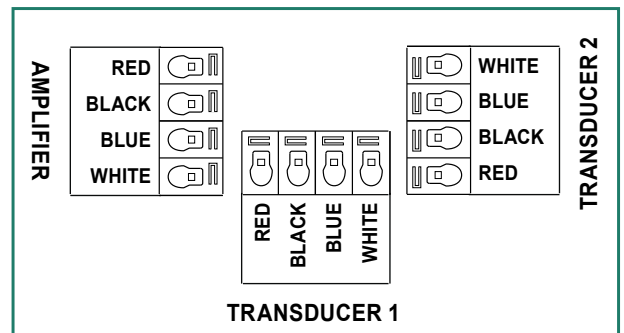 AMPLIFIER
RED
BLACK
BLUE
WHITE
RED
BLACK
BLUE
WHITE
TRANSDUCER 1
WHITE
BLUE
BLACK
RED
TRANSDUCER 2